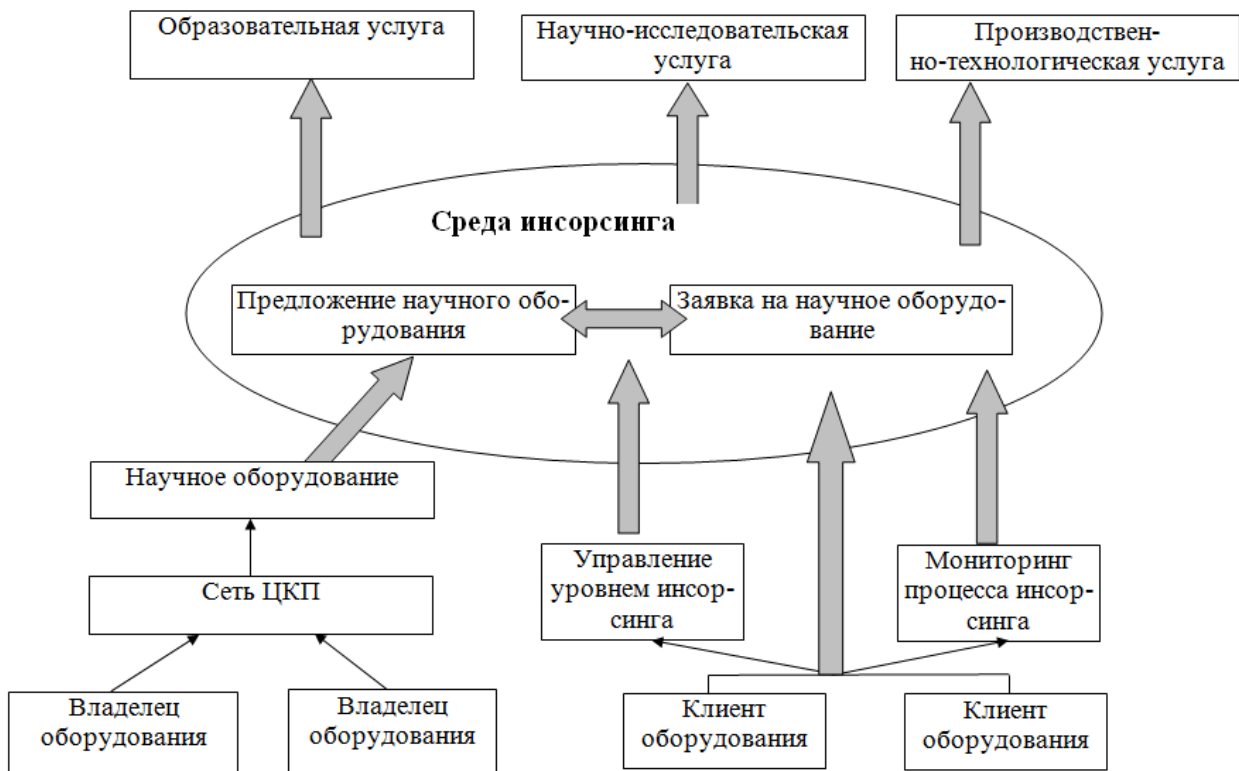 Образовательная услуга
Научно-исследовательская
услуга
Производствен-
но-технологическая услуга
Среда инсорсинга
Предложение научного обо-
рудования
Заявка на научное оборудо-
вание
Научное оборудование
Сеть ЦКП
Управление
уровнем инсор-
синга
Мониторинг
процесса инсор-
синга
Владелец
оборудования
Владелец
оборудования
Клиент
оборудования
Клиент
оборудования